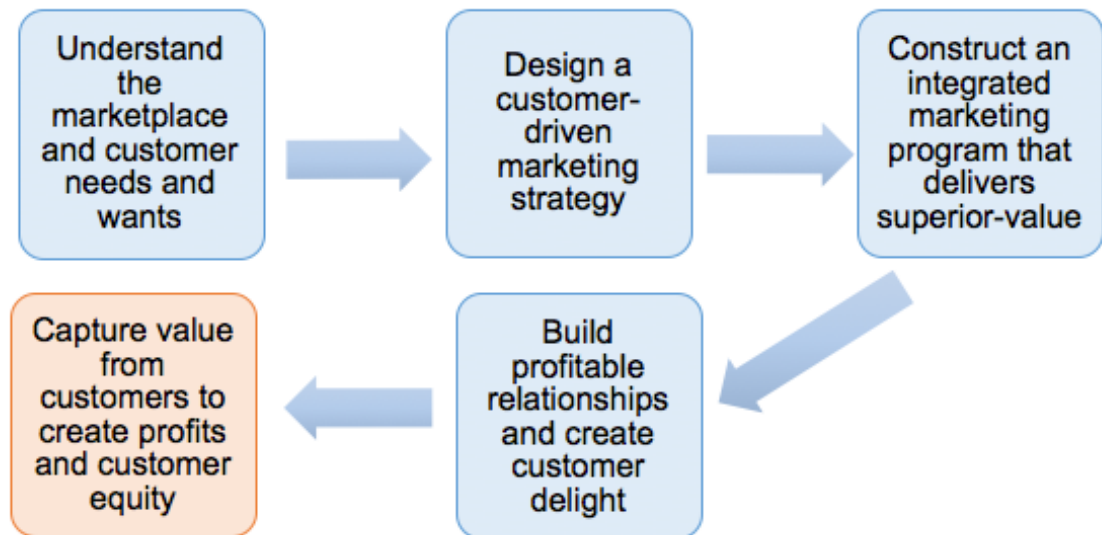 Understand
the
marketplace
and customer
needs and
wants
Design a
customer-
driven
marketing
strategy
Construct an
integrated
marketing
program that
delivers
superior-value
Build
profitable
relationships
and create
customer
delight
Capture value
from
customers to
create profits
and customer
equity